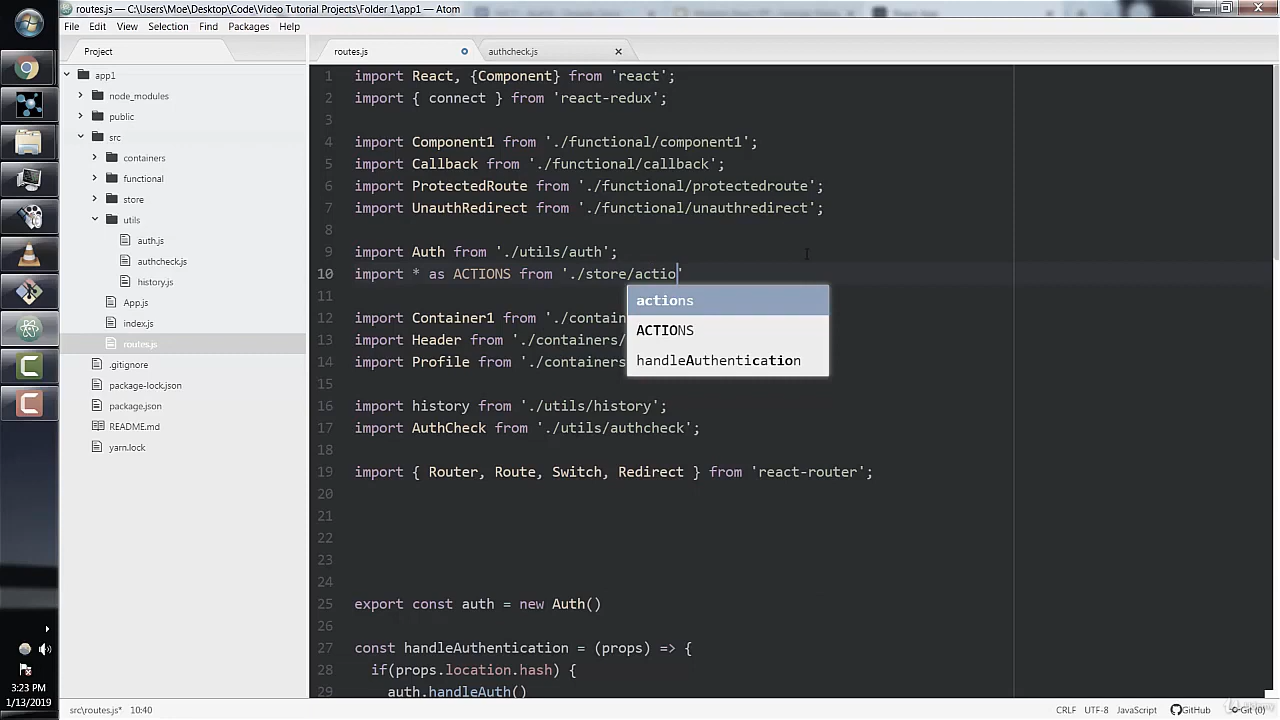 routes.js — C:\Users\Moe\Desktop\Code\Video Tutorial Projects\Folder 1\app1 — Atom
File Edit View Selection Find Packages Help
Project
routes.js
authcheck.js
app1
node_modules
public
src
containers
functional
store
utils
auth.js
authcheck.js
history.js
App.js
index.js
routes.js
.gitignore
package-lock.json
package.json
README.md
yarn.lock
1 import React, {Component} from 'react';
2 import { connect } from 'react-redux';
3
4 import Component1 from './functional/component1';
5 import Callback from './functional/callback';
6 import ProtectedRoute from './functional/protectedroute';
7 import UnauthRedirect from './functional/unauthredirect';
8
9 import Auth from './utils/auth';
10 import * as ACTIONS from './store/actio'
11
12 import Container1 from './contain
13 import Header from './containers/
14 import Profile from './containers
15
16 import history from './utils/history';
17 import AuthCheck from './utils/authcheck';
18
19 import { Router, Route, Switch, Redirect } from 'react-router';
20
21
22
23
24
25 export const auth = new Auth()
27 const handleAuthentication = (props) => {
28 if(props.location.hash) {
29 auth.handleAuth()
actions
ACTIONS
handleAuthentication
3:23 PM
1/13/2019
src\routes.js* 10:40
CRLF UTF-8 JavaScript GitHub Git (0)